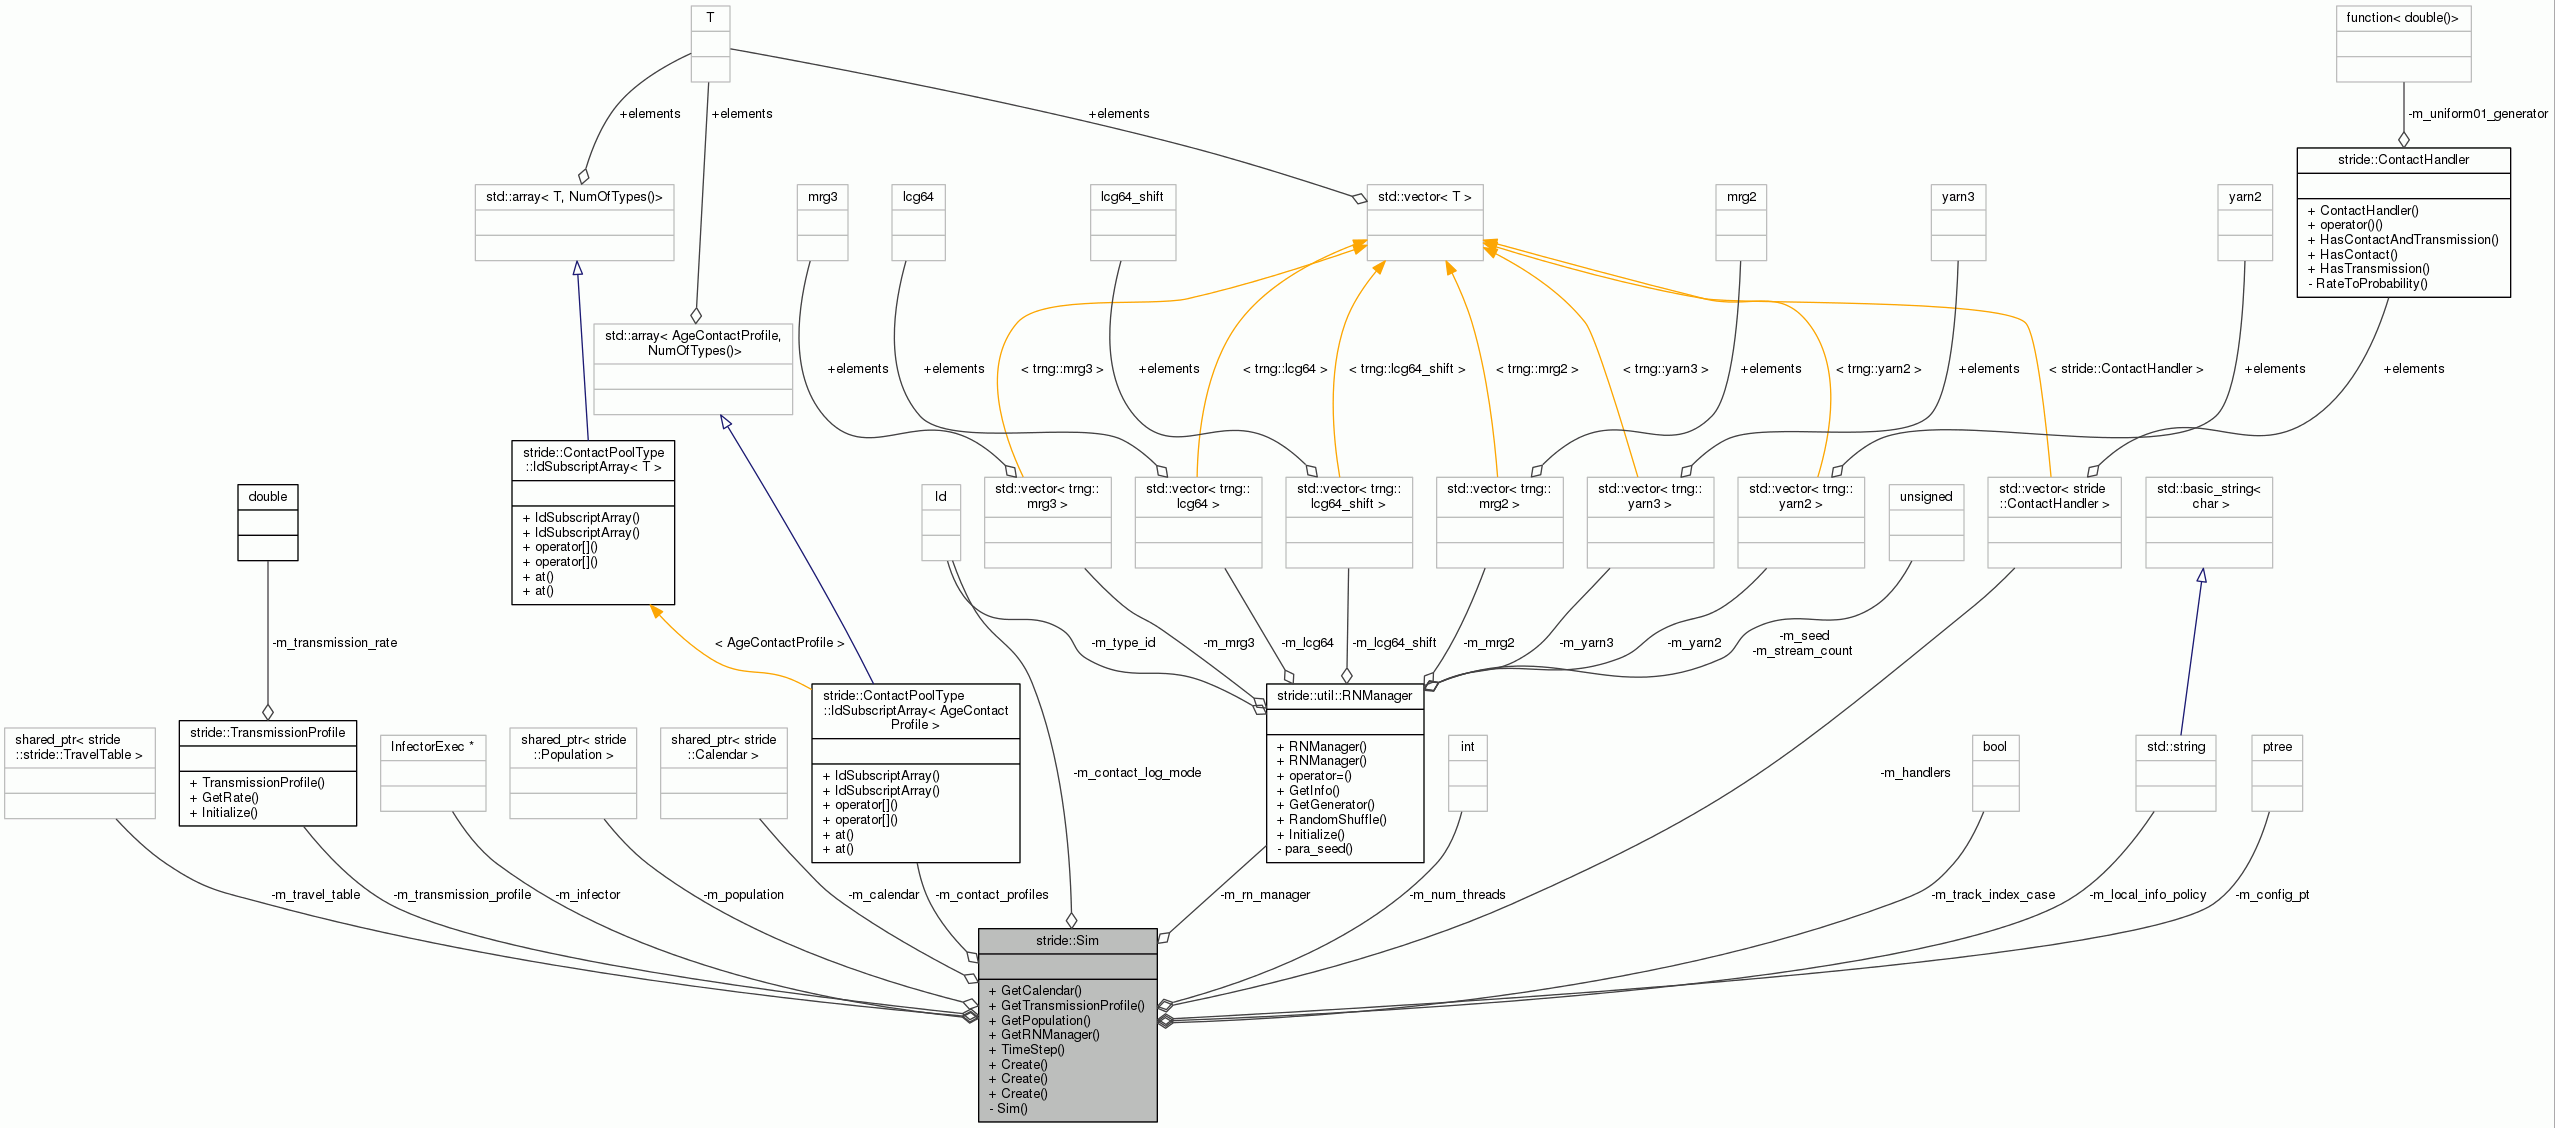 T
function< double()>
+elements
+elements
+elements
-m_uniform01_generator
stride::ContactHandler
+ ContactHandler()
+ operator()()
+ HasContactAndTransmission()
+ HasContact()
+ HasTransmission()
- RateToProbability()
std::array< T, NumOfTypes()>
mrg3
lcg64
lcg64_shift
std::vector< T >
mrg2
yarn3
yarn2
std::array< AgeContactProfile,
NumOfTypes()>
+elements
+elements
< trng::mrg3 >
+elements
< trng::lcg64 >
< trng::lcg64_shift >
< trng::mrg2 >
< trng::yarn3 >
+elements
< trng::yarn2 >
+elements
< stride::ContactHandler >
+elements
+elements
stride::ContactPoolType
::IdSubscriptArray< T >
+ IdSubscriptArray()
+ IdSubscriptArray()
+ operator[]()
+ operator[]()
+ at()
+ at()
double
Id
std::vector< trng::
mrg3 >
std::vector< trng::
lcg64 >
std::vector< trng::
lcg64_shift >
std::vector< trng::
mrg2 >
std::vector< trng::
yarn3 >
std::vector< trng::
yarn2 >
unsigned
std::vector< stride
::ContactHandler >
std::basic_string<
char >
-m_transmission_rate
< AgeContactProfile >
-m_type_id
-m_mrg3
-m_lcg64
-m_lcg64_shift
-m_mrg2
-m_yarn3
-m_yarn2
-m_seed
-m_stream_count
shared_ptr< stride
::stride::TravelTable >
stride::TransmissionProfile
+ TransmissionProfile()
+ GetRate()
+ Initialize()
InfectorExec *
shared_ptr< stride
::Population >
shared_ptr< stride
::Calendar >
stride::ContactPoolType
::IdSubscriptArray< AgeContact
Profile >
+ IdSubscriptArray()
+ IdSubscriptArray()
+ operator[]()
+ operator[]()
+ at()
+ at()
-m_contact_log_mode
stride::util::RNManager
+ RNManager()
+ RNManager()
+ operator=()
+ GetInfo()
+ GetGenerator()
+ RandomShuffle()
+ Initialize()
- para_seed()
int
-m_handlers
bool
std::string
ptree
-m_travel_table
-m_transmission_profile
-m_infector
-m_population
-m_calendar
-m_contact_profiles
-m_rn_manager
-m_num_threads
-m_track_index_case
-m_local_info_policy
-m_config_pt
stride::Sim
+ GetCalendar()
+ GetTransmissionProfile()
+ GetPopulation()
+ GetRNManager()
+ TimeStep()
+ Create()
+ Create()
+ Create()
- Sim()